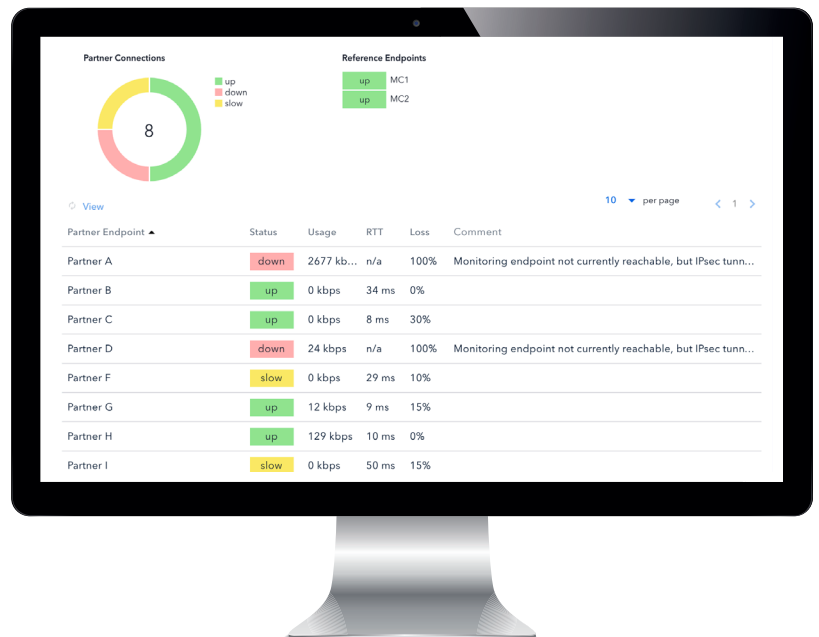 Partner Connections
8
up
down
slow
Reference Endpoints
up MC1
up MC2
View
10 per page 1
Partner Endpoint Status Usage RTT Loss Comment
Partner A down 2677 kb... n/a 100% Monitoring endpoint not currently reachable, but IPsec tunn...
Partner B up 0 kbps 34 ms 0%
Partner C up 0 kbps 8 ms 30%
Partner D down 24 kbps n/a 100% Monitoring endpoint not currently reachable, but IPsec tunn...
Partner F slow 0 kbps 29 ms 10%
Partner G up 12 kbps 9 ms 15%
Partner H up 129 kbps 10 ms 0%
Partner I slow 0 kbps 50 ms 15%